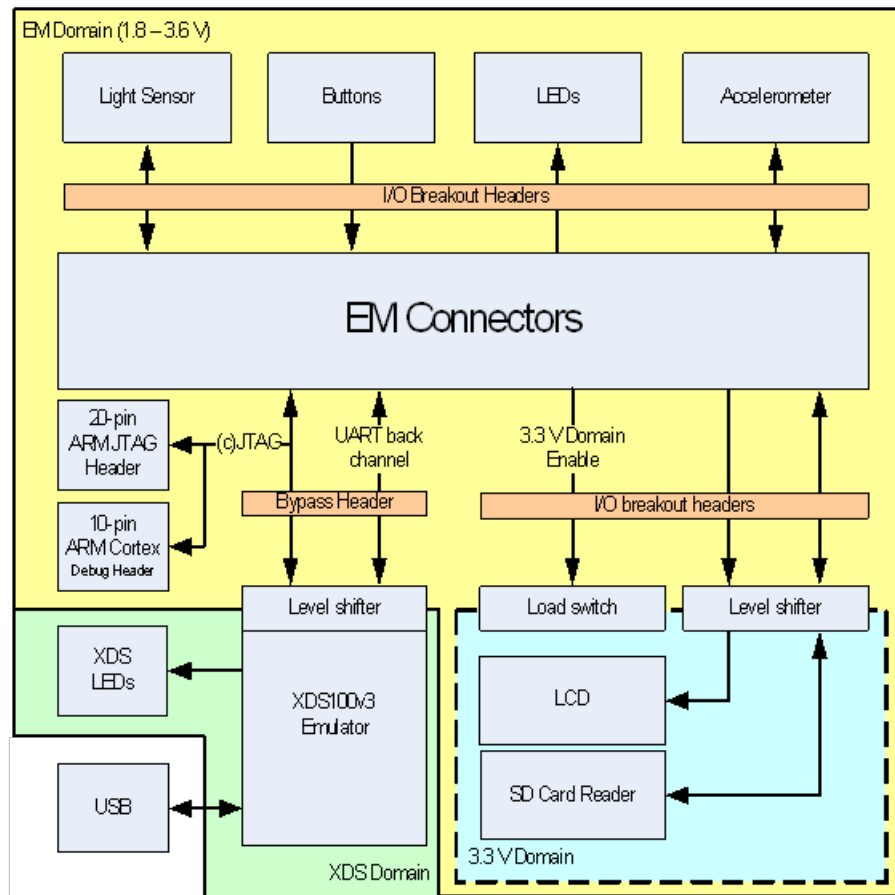 EM Domain (1.8 – 3.6 V)
Light Sensor
Buttons
LEDs
Accelerometer
I/O Breakout Headers
EM Connectors
20-pin
ARM JTAG
Header
(c)JTAG
UART back
channel
3.3 V Domain
Enable
Bypass Header
I/O breakout headers
10-pin
ARM Cortex
Debug Header
Level shifter
Load switch
Level shifter
XDS
LEDs
XDS100v3
Emulator
LCD
USB
SD Card Reader
XDS Domain
3.3 V Domain